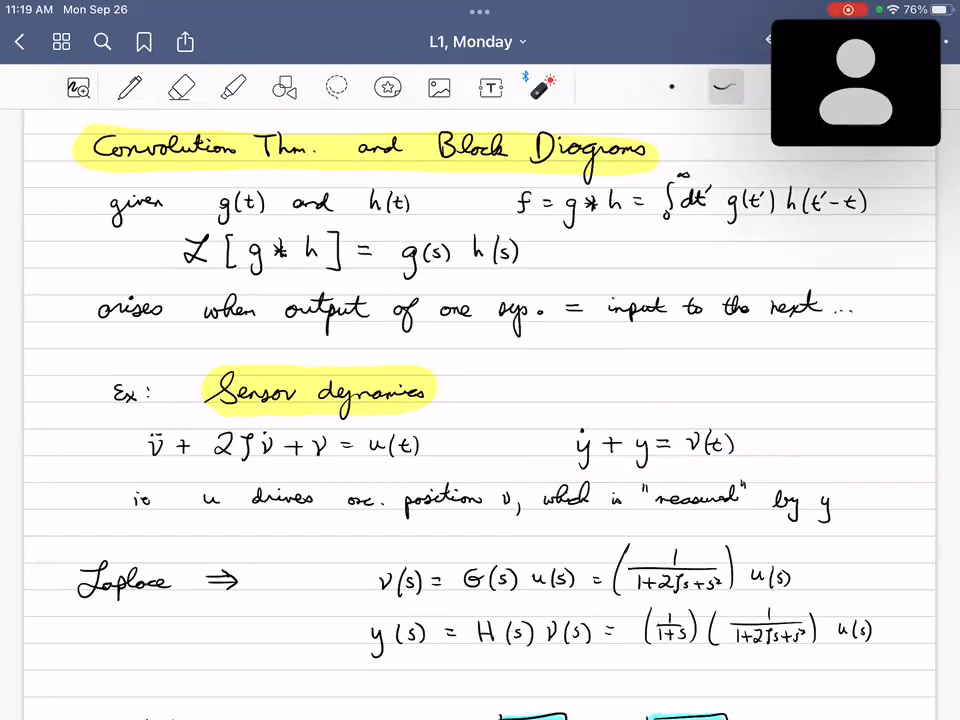 11:19 AM Mon Sep 26
76%
L1, Monday
T
Convolution Thm. and Block Diagrams
given g(t) and h(t) f = g * h = ∫₀^∞ dt' g(t') h(t'-t)
ℒ [g * h] = g(s) h(s)
arises when output of one sys. = input to the next ...
Ex: Sensor dynamics
v̈ + 2ζv̇ + v = u(t) ẏ + y = v(t)
ie u drives osc. position v, which is "measured" by y
Laplace ⇒ v(s) = G(s) u(s) = (1/(1+2ζs+s²)) u(s)
y(s) = H(s) v(s) = (1/(1+s)) (1/(1+2ζs+s²)) u(s)